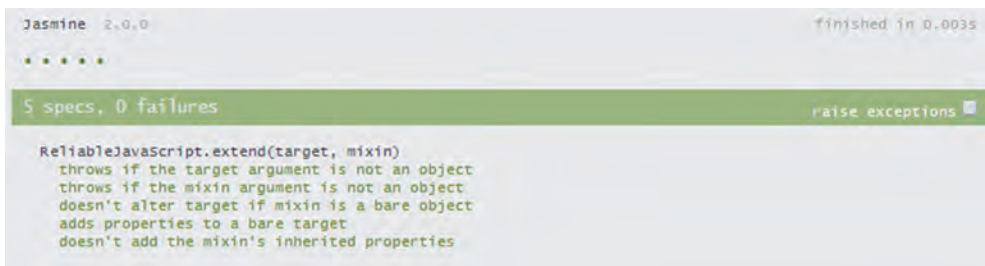 Jasmine 2.0.0
finished in 0.003s
5 specs, 0 failures
raise exceptions
ReliableJavaScript.extend(target, mixin)
throws if the target argument is not an object
throws if the mixin argument is not an object
doesn't alter target if mixin is a bare object
adds properties to a bare target
doesn't add the mixin's inherited properties